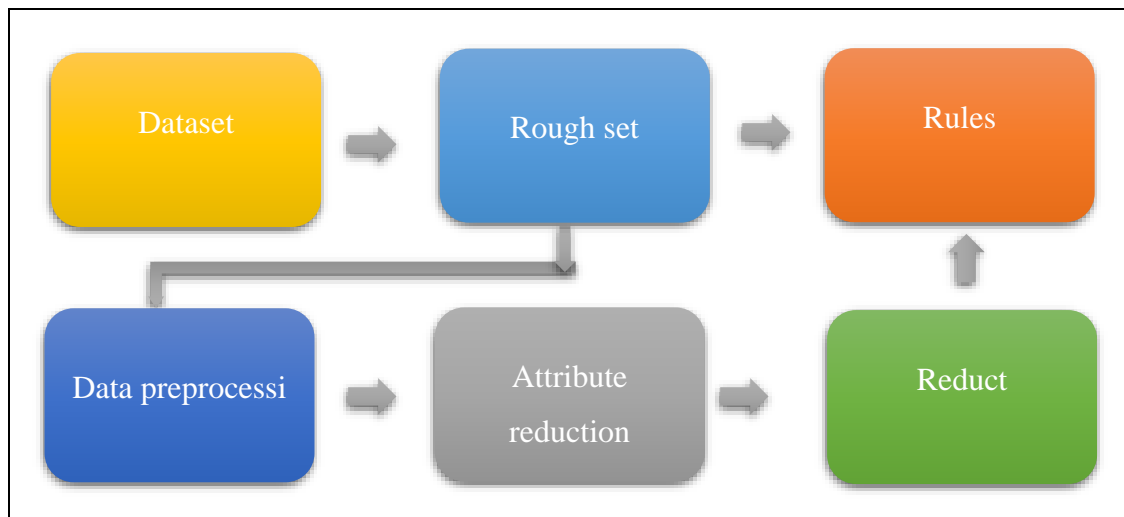 Dataset
Rough set
Rules
Data preprocessi
Attribute
reduction
Reduct